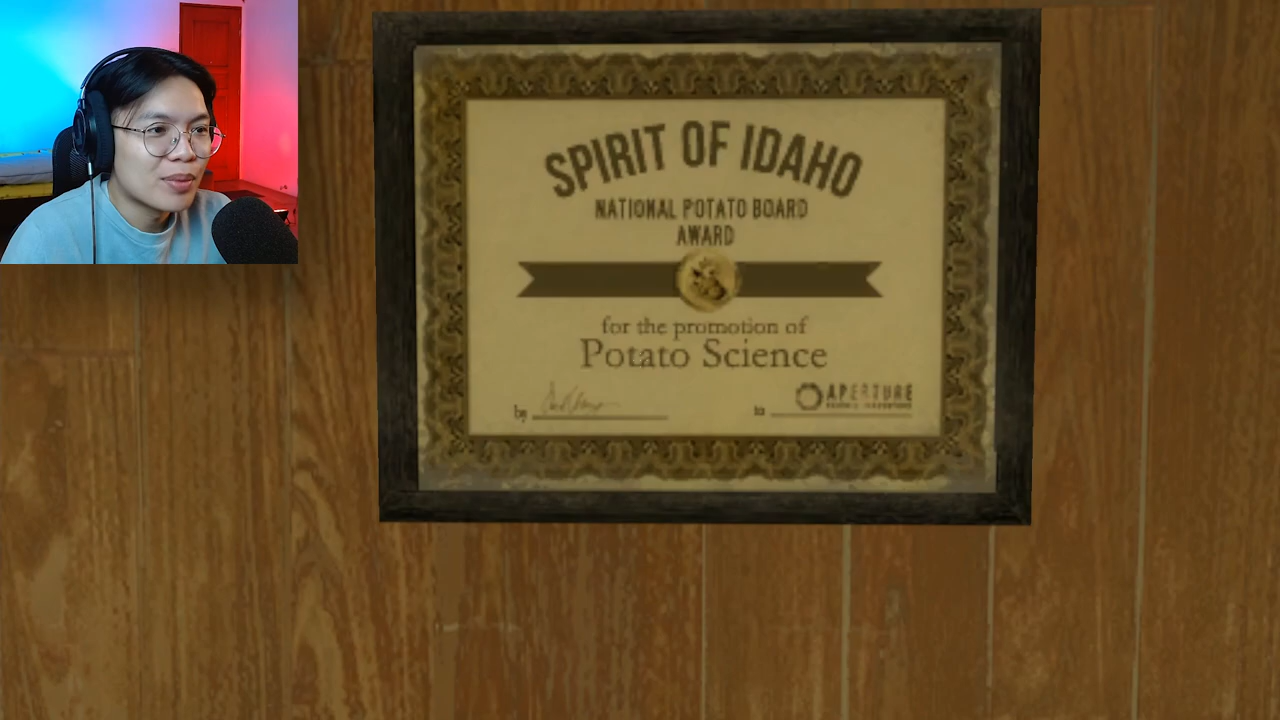 SPIRIT OF IDAHO
NATIONAL POTATO BOARD
AWARD
for the promotion of
Potato Science
by
to APERTURE